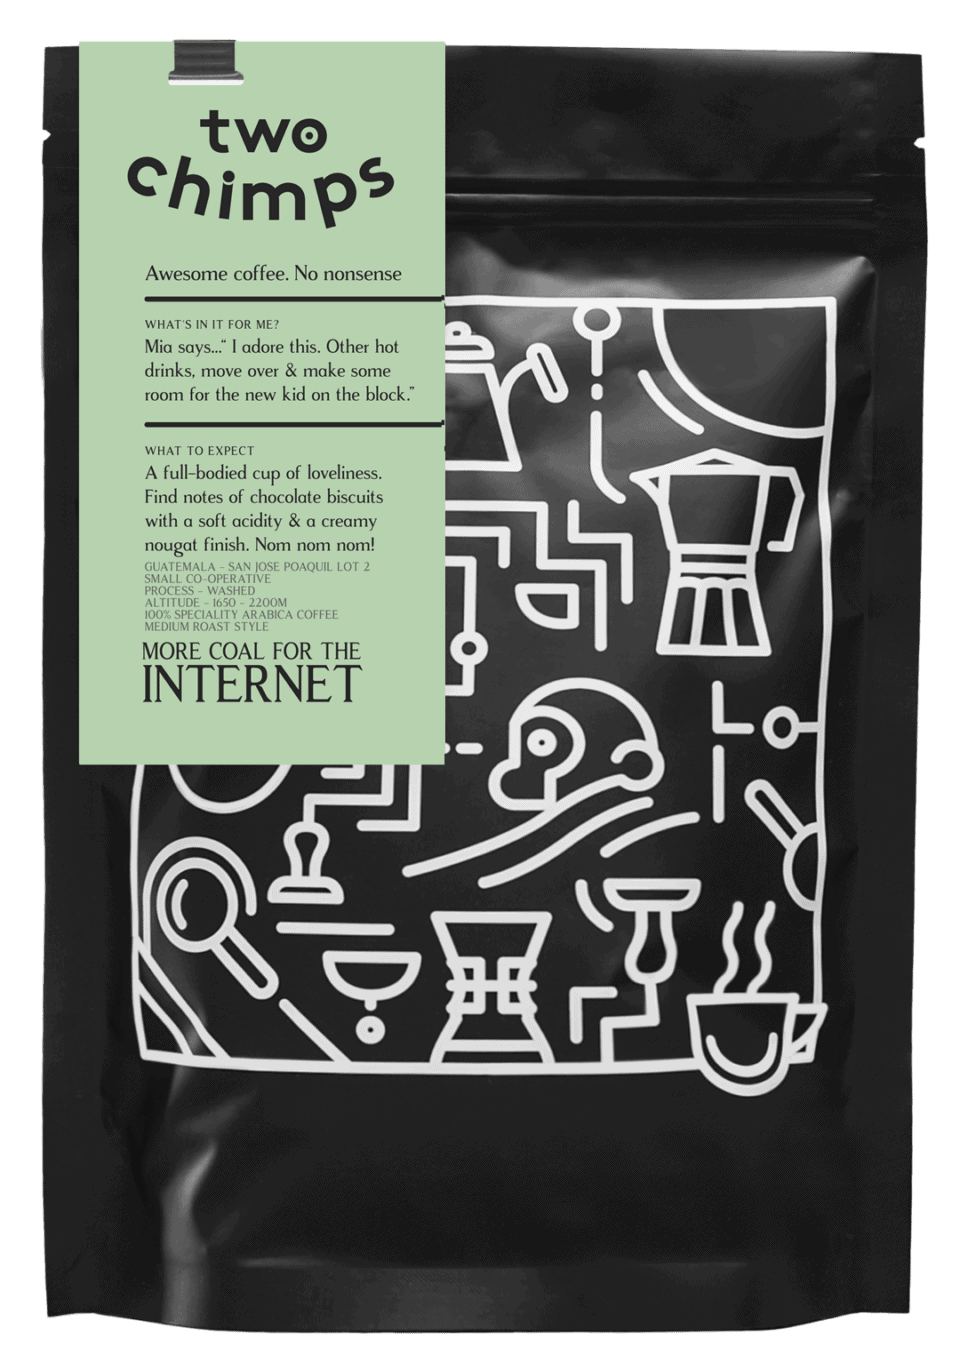 two
chimps
Awesome coffee. No nonsense
WHAT'S IN IT FOR ME?
Mia says...“ I adore this. Other hot
drinks, move over & make some
room for the new kid on the block.”
WHAT TO EXPECT
A full-bodied cup of loveliness.
Find notes of chocolate biscuits
with a soft acidity & a creamy
nougat finish. Nom nom nom!
GUATEMALA - SAN JOSE POAQUIL LOT 2
SMALL CO-OPERATIVE
PROCESS - WASHED
ALTITUDE - 1650 - 2200M
100% SPECIALITY ARABICA COFFEE
MEDIUM ROAST STYLE
MORE COAL FOR THE
INTERNET